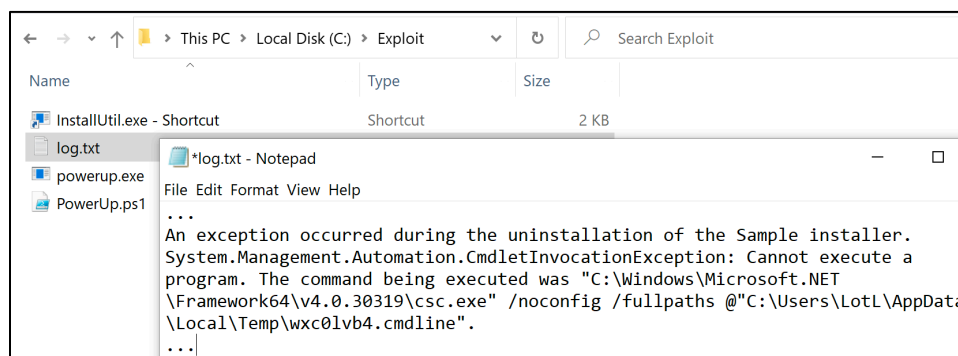 This PC > Local Disk (C:) > Exploit
Search Exploit
Name Type Size
InstallUtil.exe - Shortcut Shortcut 2 KB
log.txt
powerup.exe
PowerUp.ps1
*log.txt - Notepad
File Edit Format View Help
...
An exception occurred during the uninstallation of the Sample installer.
System.Management.Automation.CmdletInvocationException: Cannot execute a
program. The command being executed was "C:\Windows\Microsoft.NET
\Framework64\v4.0.30319\csc.exe" /noconfig /fullpaths @"C:\Users\LotL\AppData
\Local\Temp\wxc0lvb4.cmdline".
...